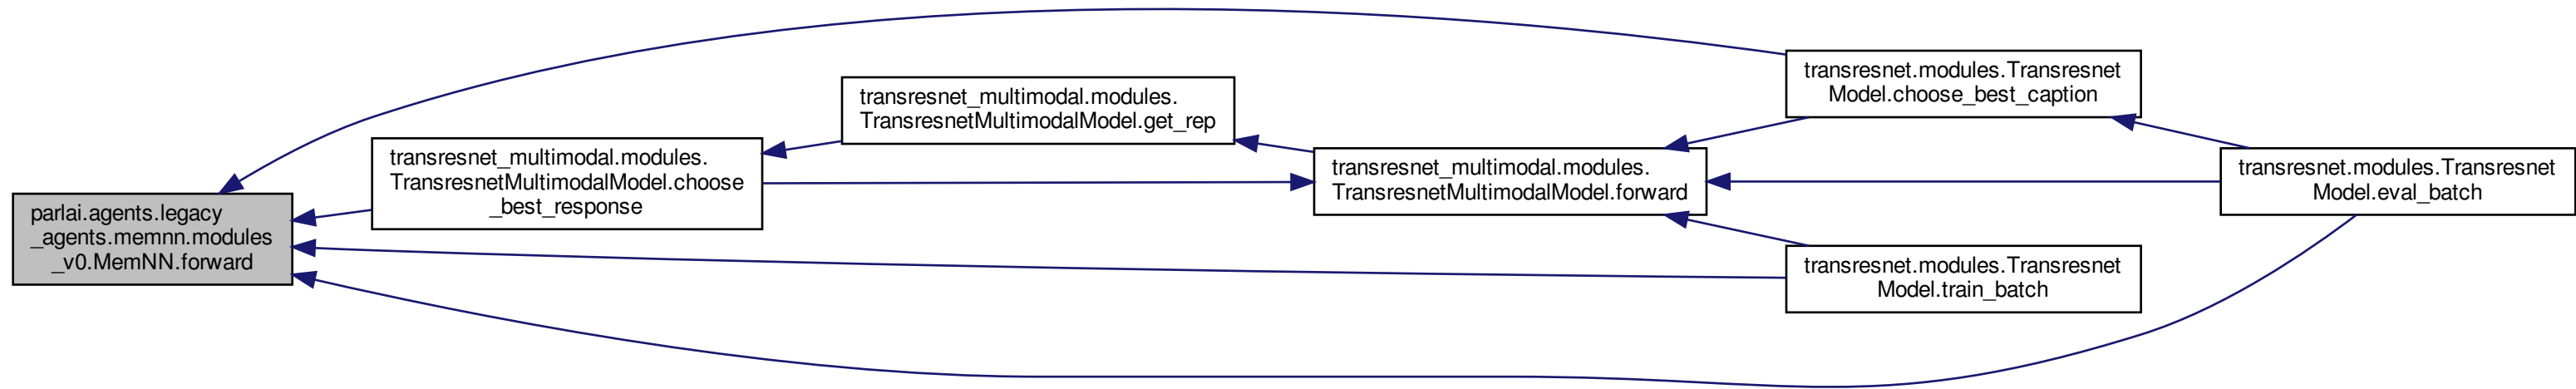 parlai.agents.legacy
_agents.memnn.modules
_v0.MemNN.forward
transresnet_multimodal.modules.
TransresnetMultimodalModel.choose
_best_response
transresnet_multimodal.modules.
TransresnetMultimodalModel.get_rep
transresnet_multimodal.modules.
TransresnetMultimodalModel.forward
transresnet.modules.Transresnet
Model.choose_best_caption
transresnet.modules.Transresnet
Model.eval_batch
transresnet.modules.Transresnet
Model.train_batch